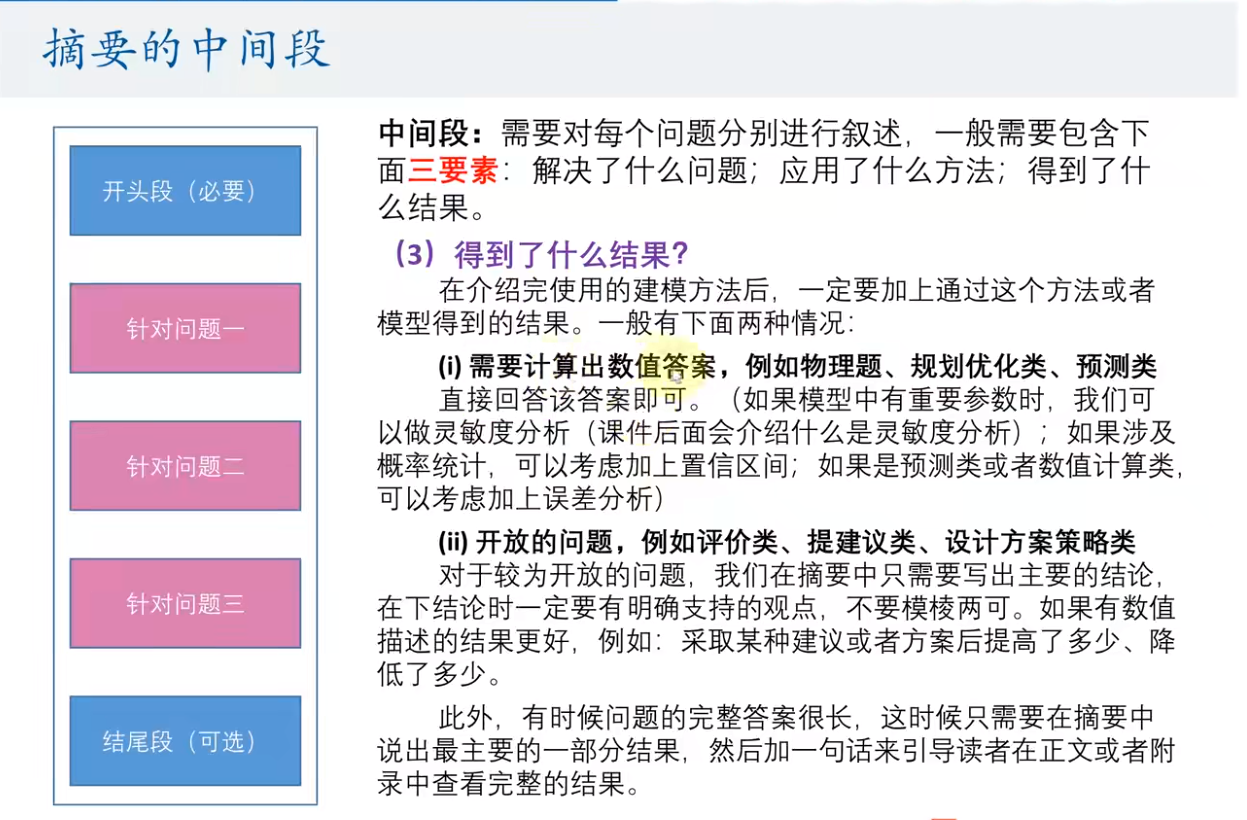 摘要的中间段
开头段（必要）
针对问题一
针对问题二
针对问题三
结尾段（可选）
中间段：需要对每个问题分别进行叙述，一般需要包含下
面三要素：解决了什么问题；应用了什么方法；得到了什
么结果。
（3）得到了什么结果？
在介绍完使用的建模方法后，一定要加上通过这个方法或者
模型得到的结果。一般有下面两种情况：
(i) 需要计算出数值答案，例如物理题、规划优化类、预测类
直接回答该答案即可。（如果模型中有重要参数时，我们可
以做灵敏度分析（课件后面会介绍什么是灵敏度分析）；如果涉及
概率统计，可以考虑加上置信区间；如果是预测类或者数值计算类，
可以考虑加上误差分析）
(ii) 开放的问题，例如评价类、提建议类、设计方案策略类
对于较为开放的问题，我们在摘要中只需要写出主要的结论，
在下结论时一定要有明确支持的观点，不要模棱两可。如果有数值
描述的结果更好，例如：采取某种建议或者方案后提高了多少、降
低了多少。
此外，有时候问题的完整答案很长，这时候只需要在摘要中
说出最主要的一部分结果，然后加一句话来引导读者在正文或者附
录中查看完整的结果。